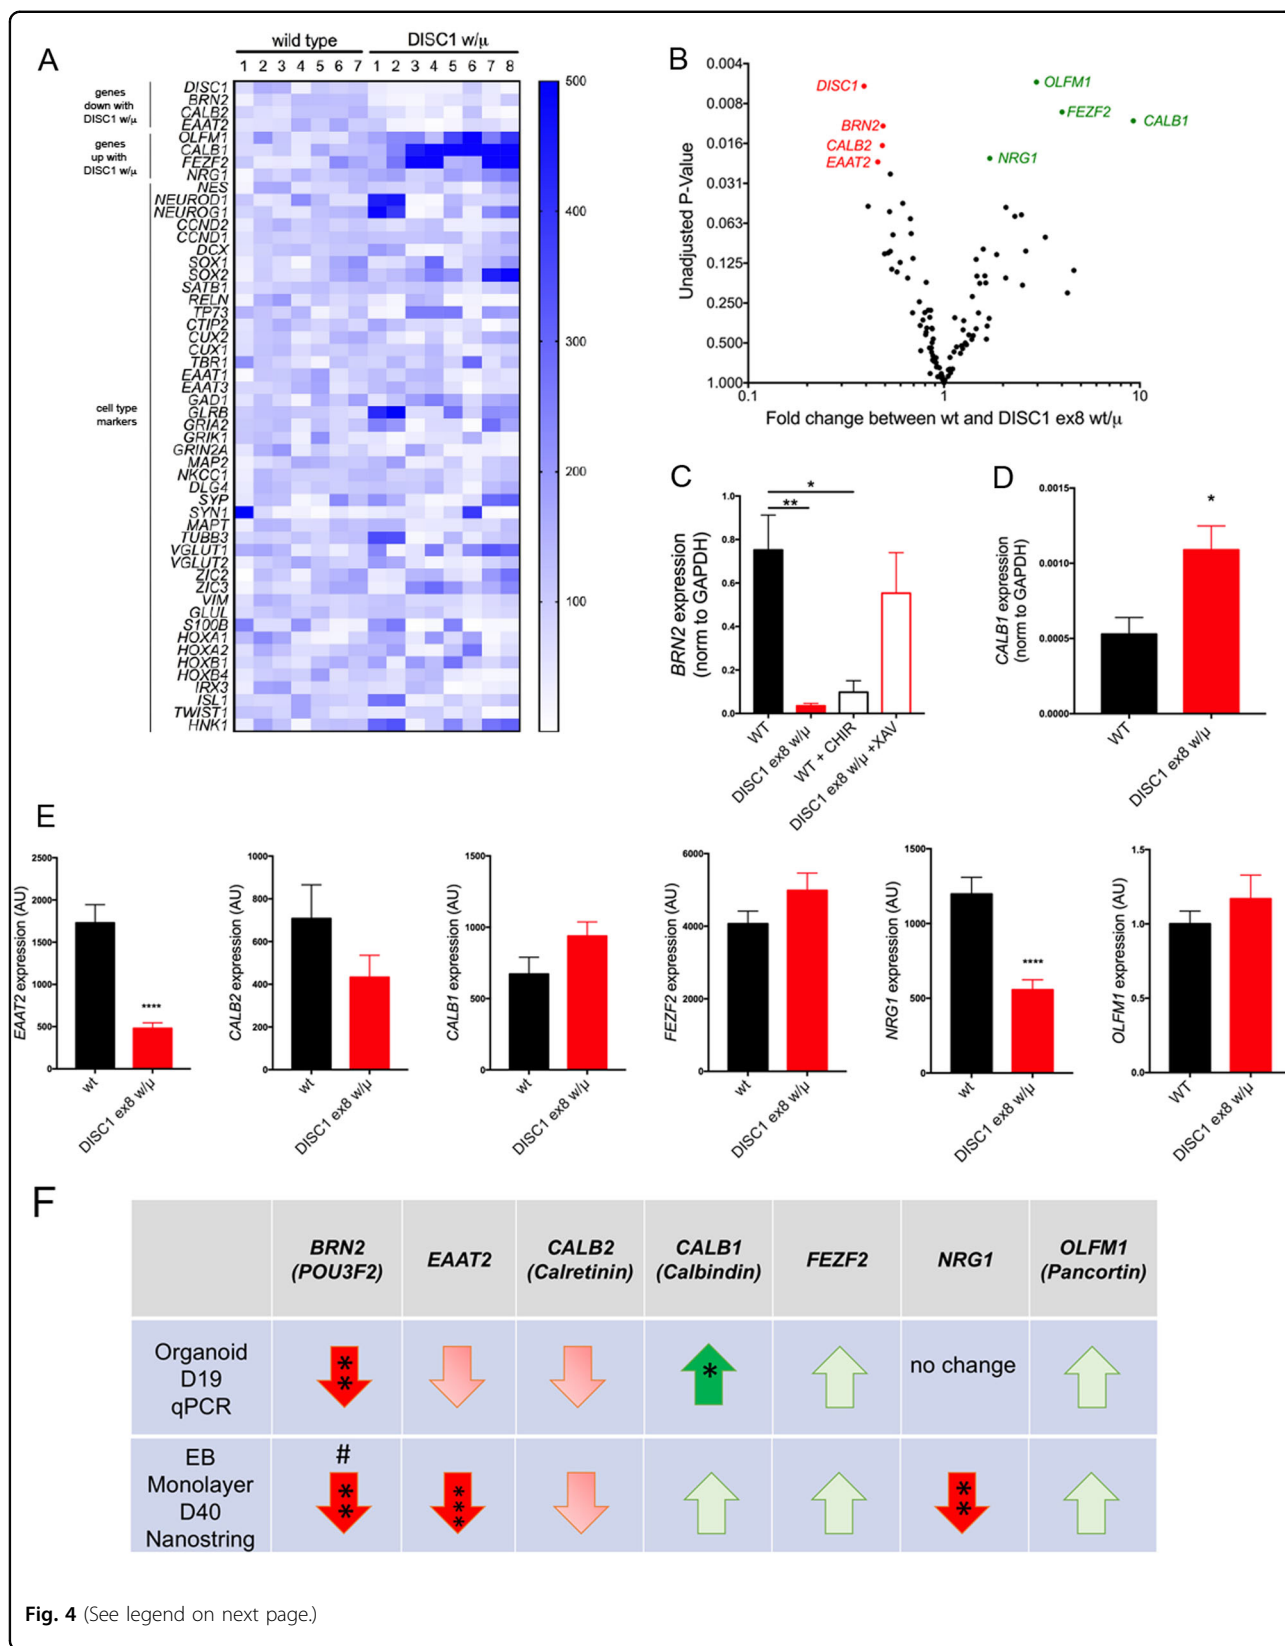 A
wild type
DISC1 w/μ
1 2 3 4 5 6 7 1 2 3 4 5 6 7 8
genes
down with
DISC1 w/μ
genes
up with
DISC1 w/μ
cell type
markers
DISC1
BRN2
CALB2
EAAT2
OLFM1
CALB1
FEZF2
NRG1
NES
NEUROD1
NEUROG1
CCND2
CCND1
DCX
SOX1
SOX2
SATB1
RELN
TP73
CTIP2
CUX2
CUX1
TBR1
EAAT1
EAAT3
GAD1
GLRB
GRIA2
GRIK1
GRIN2A
MAP2
NKCC1
DLG4
SYP
SYN1
MAPT
TUBB3
VGLUT1
VGLUT2
ZIC2
ZIC3
VIM
GLUL
S100B
HOXA1
HOXA2
HOXB1
HOXB4
IRX3
ISL1
TWIST1
HNK1
500
400
300
200
100
B
Unadjusted P-Value
0.004
0.008
0.016
0.031
0.063
0.125
0.250
0.500
1.000
0.1 1 10
Fold change between wt and DISC1 ex8 wt/μ
DISC1
BRN2
CALB2
EAAT2
OLFM1
FEZF2
CALB1
NRG1
C
BRN2 expression
(norm to GAPDH)
1.0
0.8
0.6
0.4
0.2
0.0
*
**
WT
DISC1 ex8 w/μ
WT + CHIR
DISC1 ex8 w/μ +XAV
D
CALB1 expression
(norm to GAPDH)
0.0015
0.0010
0.0005
0.0000
*
WT
DISC1 ex8 w/μ
E
EAAT2 expression (AU)
2500
2000
1500
1000
500
0
****
wt
DISC1 ex8 w/μ
CALB2 expression (AU)
1000
800
600
400
200
0
wt
DISC1 ex8 w/μ
CALB1 expression (AU)
1500
1000
500
0
wt
DISC1 ex8 w/μ
FEZF2 expression (AU)
6000
4000
2000
0
wt
DISC1 ex8 w/μ
NRG1 expression (AU)
1500
1000
500
0
****
wt
DISC1 ex8 w/μ
OLFM1 expression (AU)
1.5
1.0
0.5
0.0
WT
DISC1 ex8 w/μ
F
BRN2
(POU3F2)
EAAT2
CALB2
(Calretinin)
CALB1
(Calbindin)
FEZF2
NRG1
OLFM1
(Pancortin)
Organoid
D19
qPCR
**
*
no change
EB
Monolayer
D40
Nanostring
#
**
***
**
Fig. 4 (See legend on next page.)